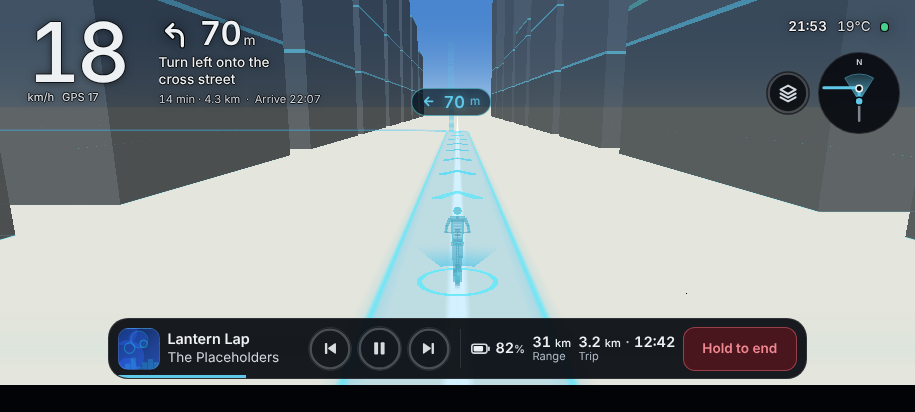 18
km/h GPS 17
70 m
Turn left onto the
cross street
14 min · 4.3 km · Arrive 22:07
70 m
21:53 19°C
N
Lantern Lap
The Placeholders
82%
31 km
Range
3.2 km · 12:42
Trip
Hold to end